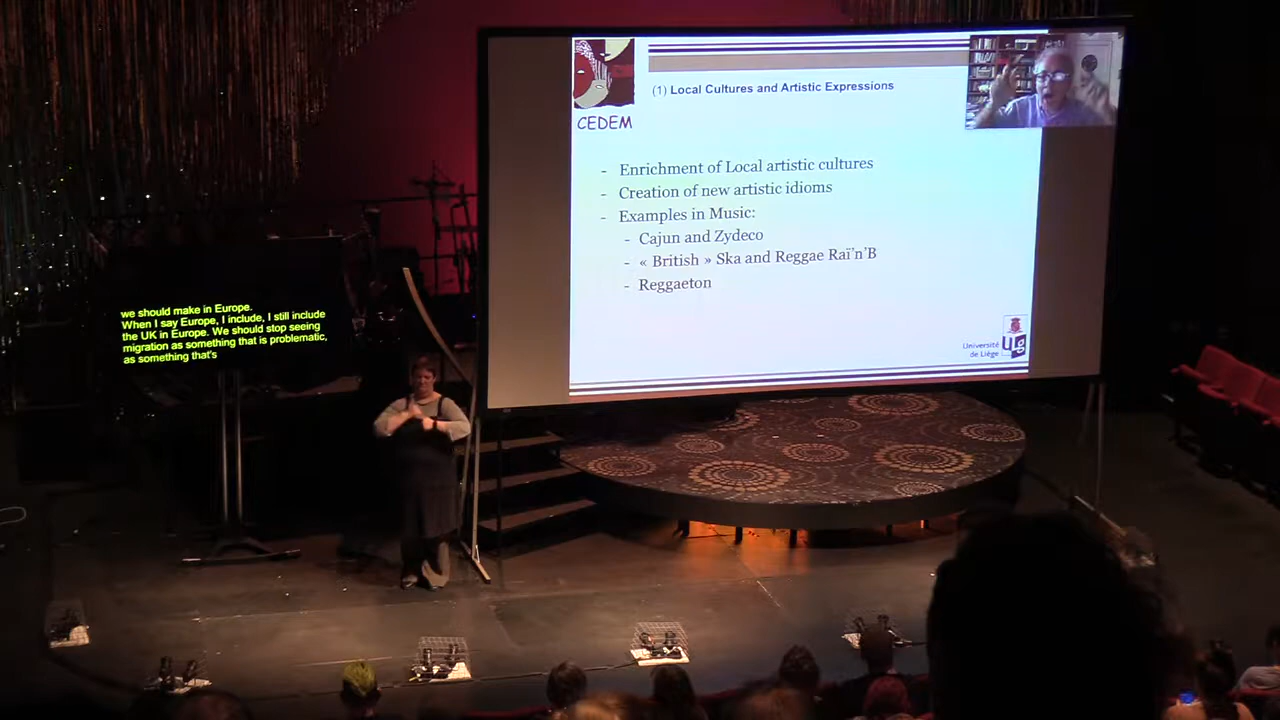 (1) Local Cultures and Artistic Expressions
CEDEM
- Enrichment of Local artistic cultures
- Creation of new artistic idioms
- Examples in Music:
- Cajun and Zydeco
- « British » Ska and Reggae Raï'n'B
- Reggaeton
Université
de Liège
ulg
we should make in Europe.
When I say Europe, I include, I still include
the UK in Europe. We should stop seeing
migration as something that is problematic,
as something that's